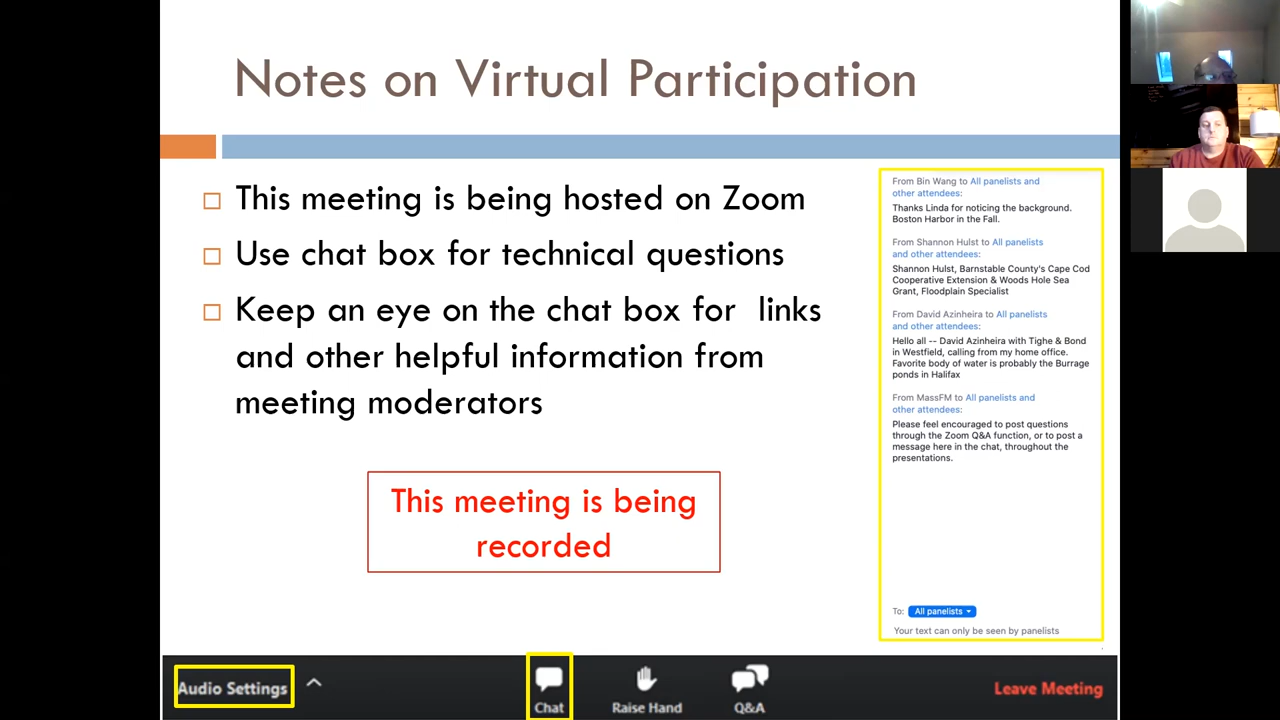 Notes on Virtual Participation
This meeting is being hosted on Zoom
Use chat box for technical questions
Keep an eye on the chat box for links
and other helpful information from
meeting moderators
This meeting is being
recorded
From Bin Wang to All panelists and
other attendees:
Thanks Linda for noticing the background.
Boston Harbor in the Fall.
From Shannon Hulst to All panelists
and other attendees:
Shannon Hulst, Barnstable County's Cape Cod
Cooperative Extension & Woods Hole Sea
Grant, Floodplain Specialist
From David Azinheira to All panelists
and other attendees:
Hello all -- David Azinheira with Tighe & Bond
in Westfield, calling from my home office.
Favorite body of water is probably the Burrage
ponds in Halifax
From MassFM to All panelists and
other attendees:
Please feel encouraged to post questions
through the Zoom Q&A function, or to post a
message here in the chat, throughout the
presentations.
To: All panelists
Your text can only be seen by panelists
Audio Settings
Chat
Raise Hand
Q&A
Leave Meeting